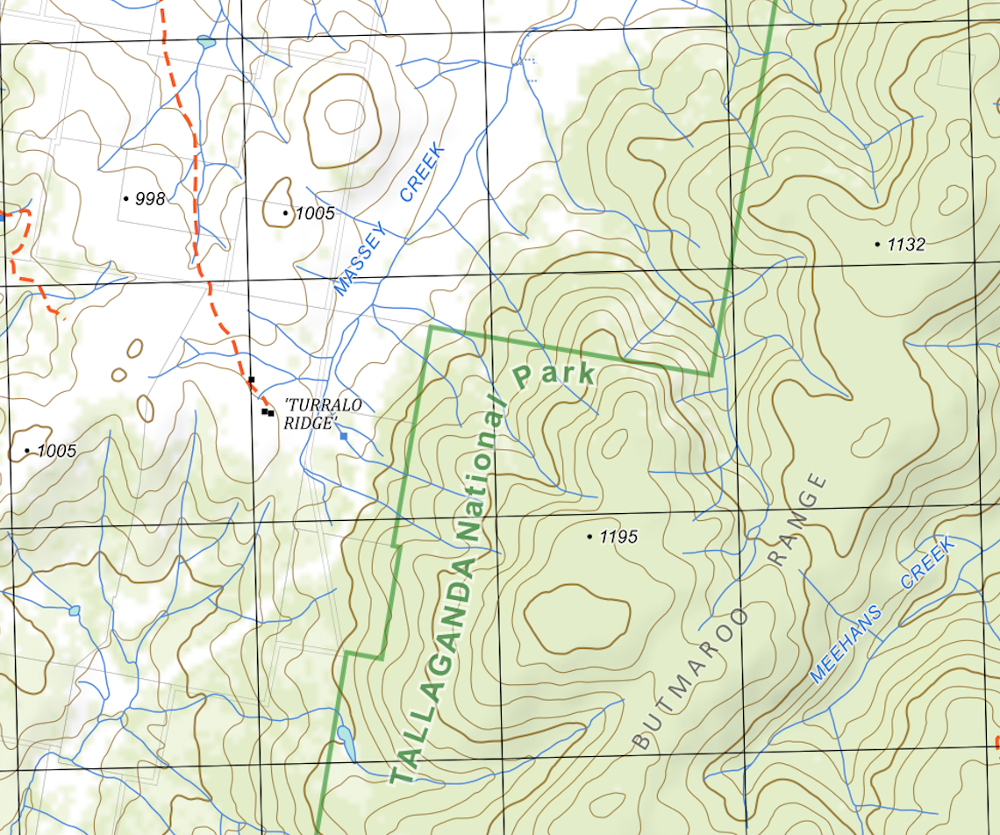 998
1005
MASSEY CREEK
1132
Park
'TURRALO
RIDGE'
1005
TALLAGANDA National
1195
BUTMAROO RANGE
MEEHANS CREEK